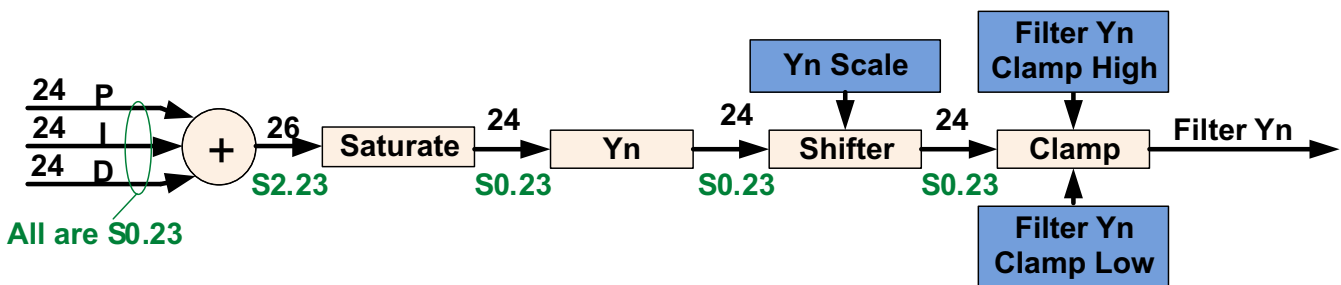 Filter Yn
Clamp High
Yn Scale
24 P
24 I
24 D
+
26
Saturate
24
Yn
24
Shifter
24
Clamp
Filter Yn
S2.23
S0.23
S0.23
S0.23
All are S0.23
Filter Yn
Clamp Low